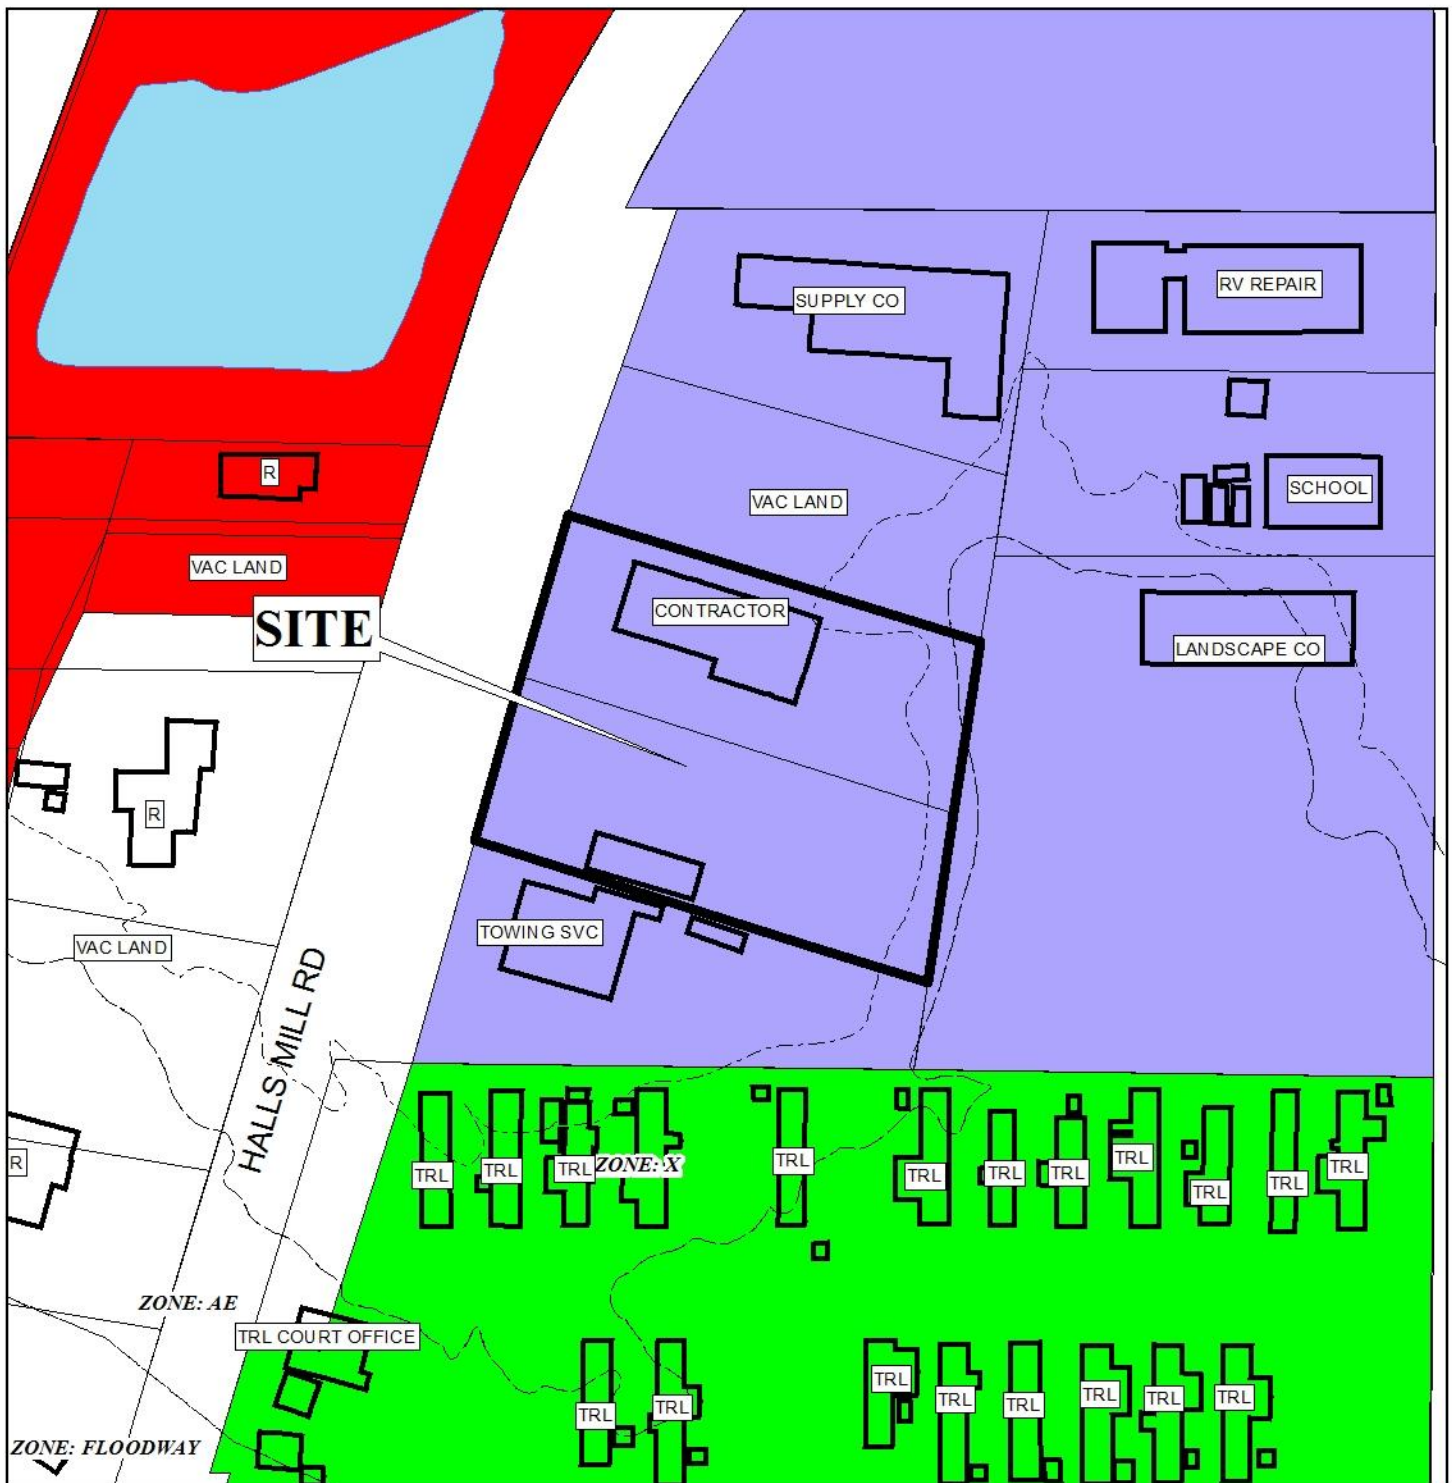 SUPPLY CO
RV REPAIR
R
SCHOOL
VAC LAND
VAC LAND
SITE
CONTRACTOR
LANDSCAPE CO
R
TOWING SVC
VAC LAND
HALLS MILL RD
R
TRL
TRL
TRL
ZONE: X
TRL
TRL
TRL
TRL
TRL
TRL
TRL
TRL
ZONE: AE
TRL COURT OFFICE
TRL
TRL
TRL
TRL
TRL
TRL
TRL
TRL
ZONE: FLOODWAY